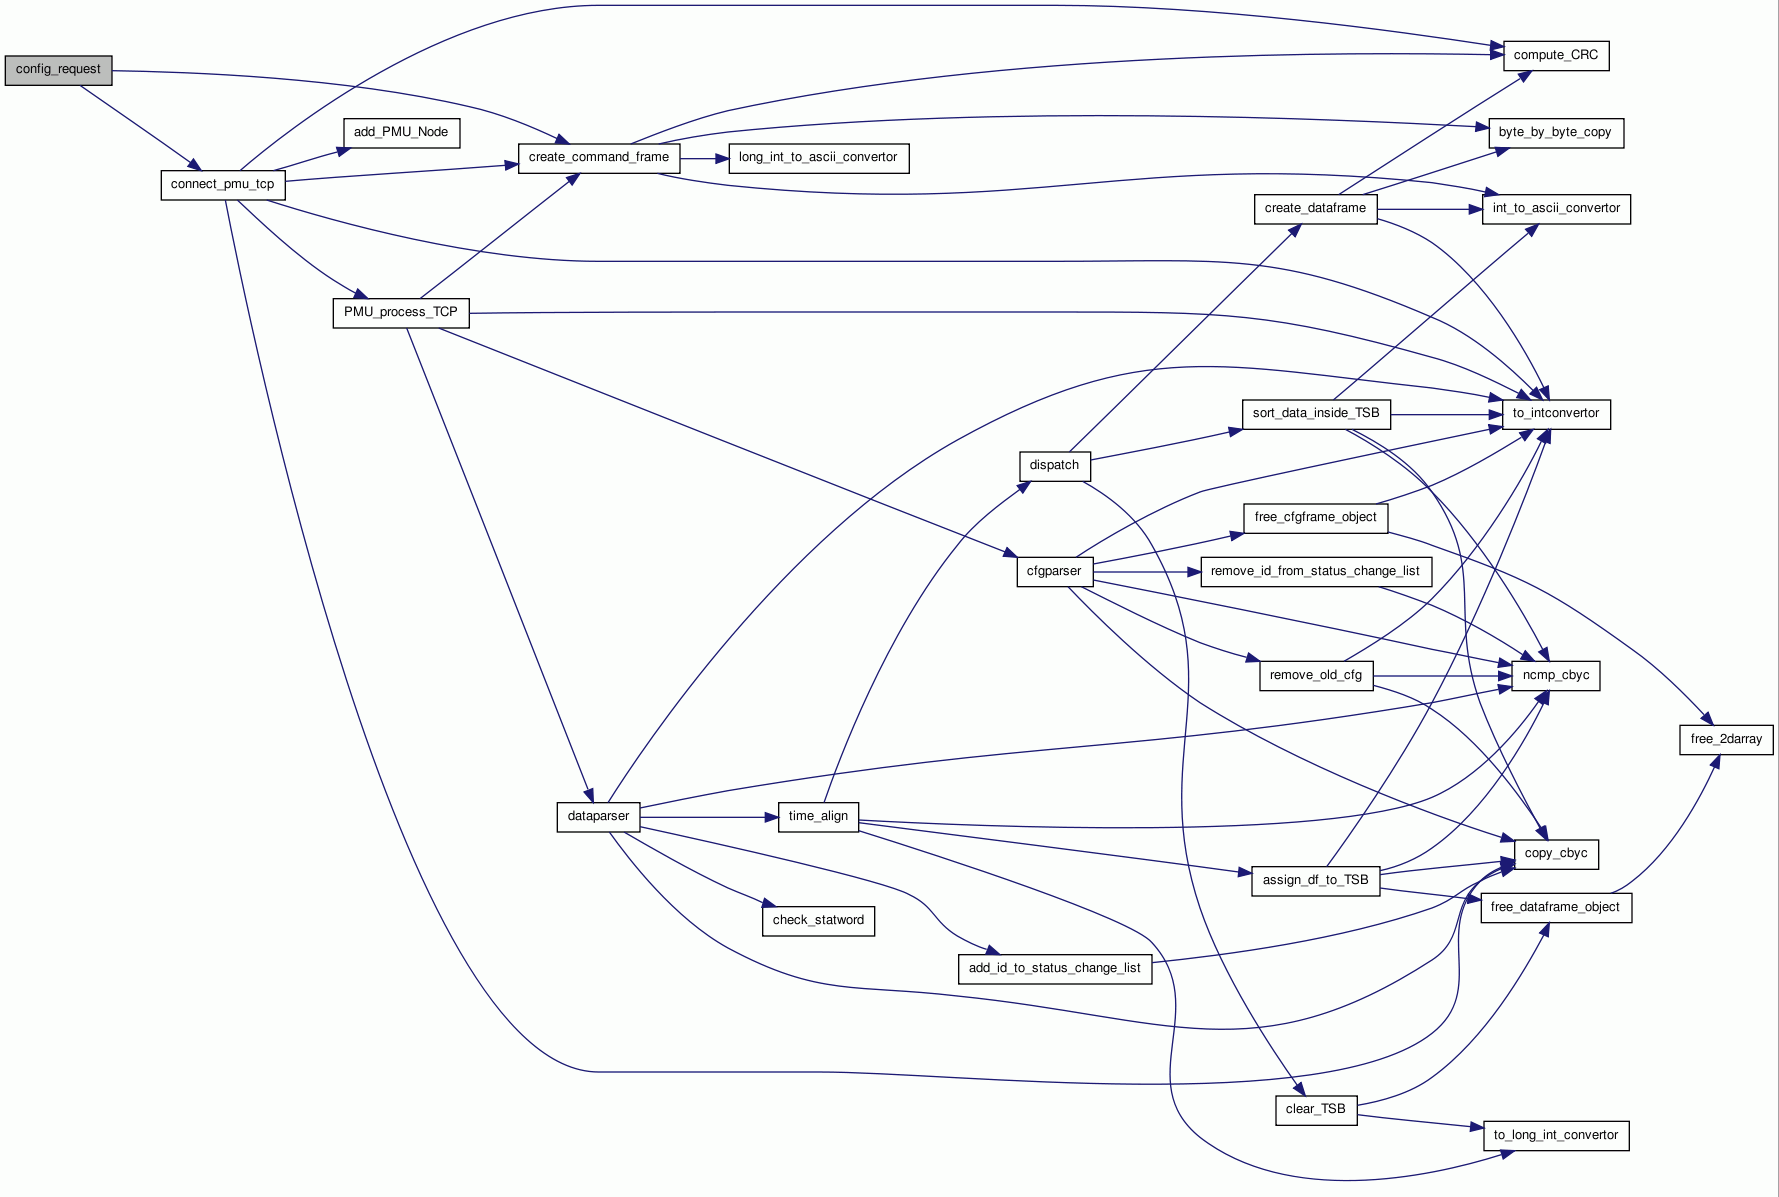 config_request
compute_CRC
add_PMU_Node
byte_by_byte_copy
create_command_frame
long_int_to_ascii_convertor
connect_pmu_tcp
create_dataframe
int_to_ascii_convertor
PMU_process_TCP
sort_data_inside_TSB
to_intconvertor
dispatch
free_cfgframe_object
cfgparser
remove_id_from_status_change_list
remove_old_cfg
ncmp_cbyc
free_2darray
dataparser
time_align
copy_cbyc
assign_df_to_TSB
free_dataframe_object
check_statword
add_id_to_status_change_list
clear_TSB
to_long_int_convertor